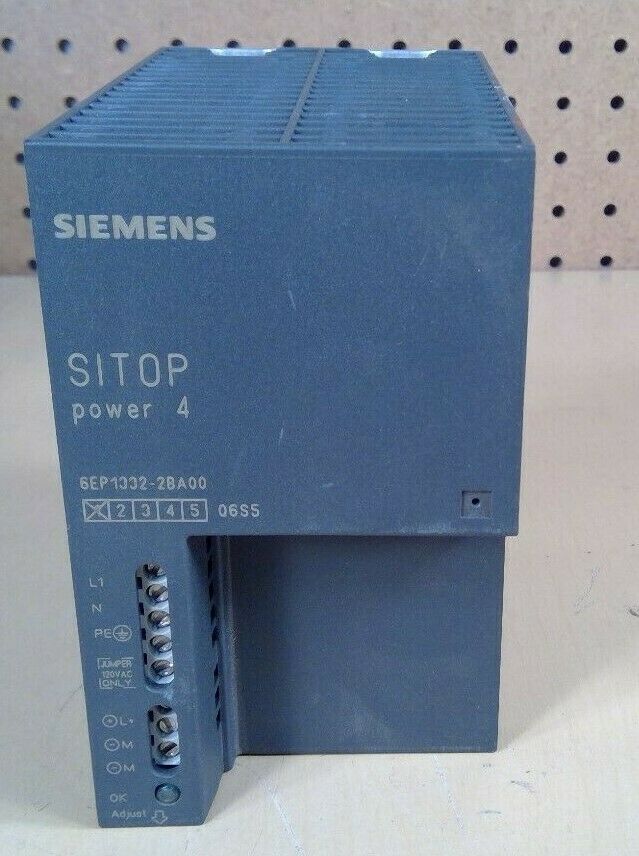 SIEMENS
SITOP
power 4
6EP1332-2BA00
X 2 3 4 5 06S5
L1
N
PE
JUMPER
120VAC
ONLY
+ L+
- M
- M
OK
Adjust